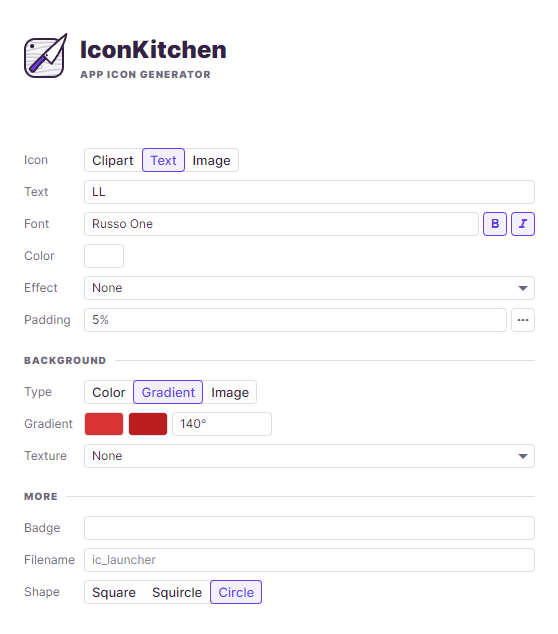 IconKitchen
APP ICON GENERATOR
Icon Clipart Text Image
Text LL
Font Russo One B I
Color
Effect None
Padding 5% ...
BACKGROUND
Type Color Gradient Image
Gradient 140°
Texture None
MORE
Badge
Filename ic_launcher
Shape Square Squircle Circle